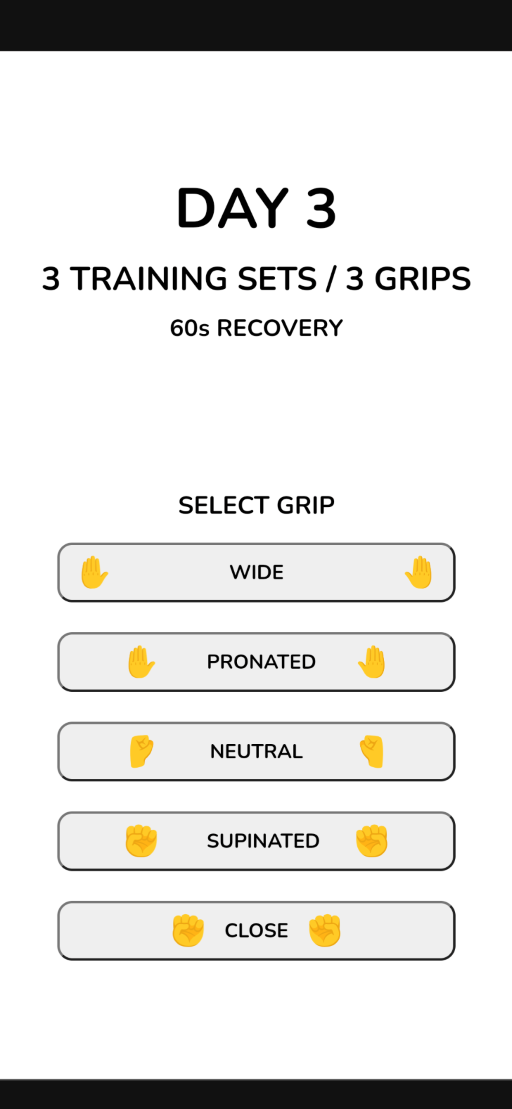 DAY 3
3 TRAINING SETS / 3 GRIPS
60s RECOVERY
SELECT GRIP
WIDE
PRONATED
NEUTRAL
SUPINATED
CLOSE